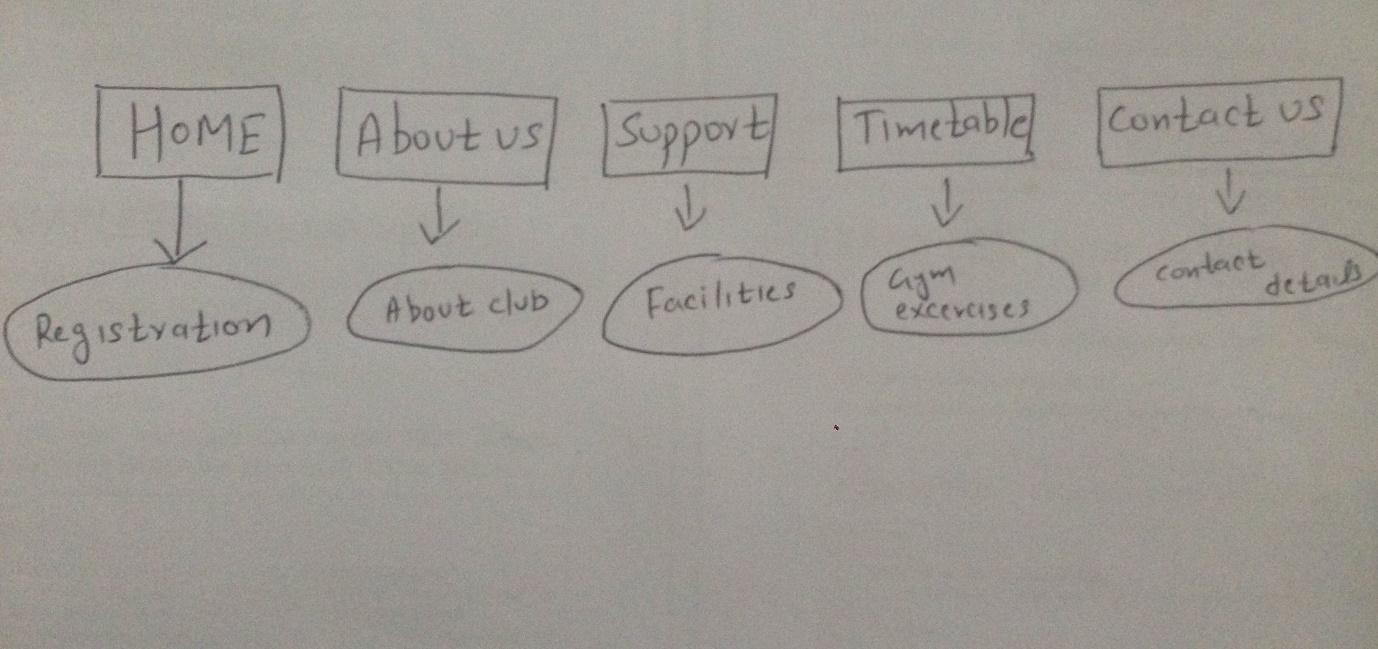 HOME
About us
Support
Timetable
Contact us
Registration
About club
Facilities
Gym
excercises
contact
details